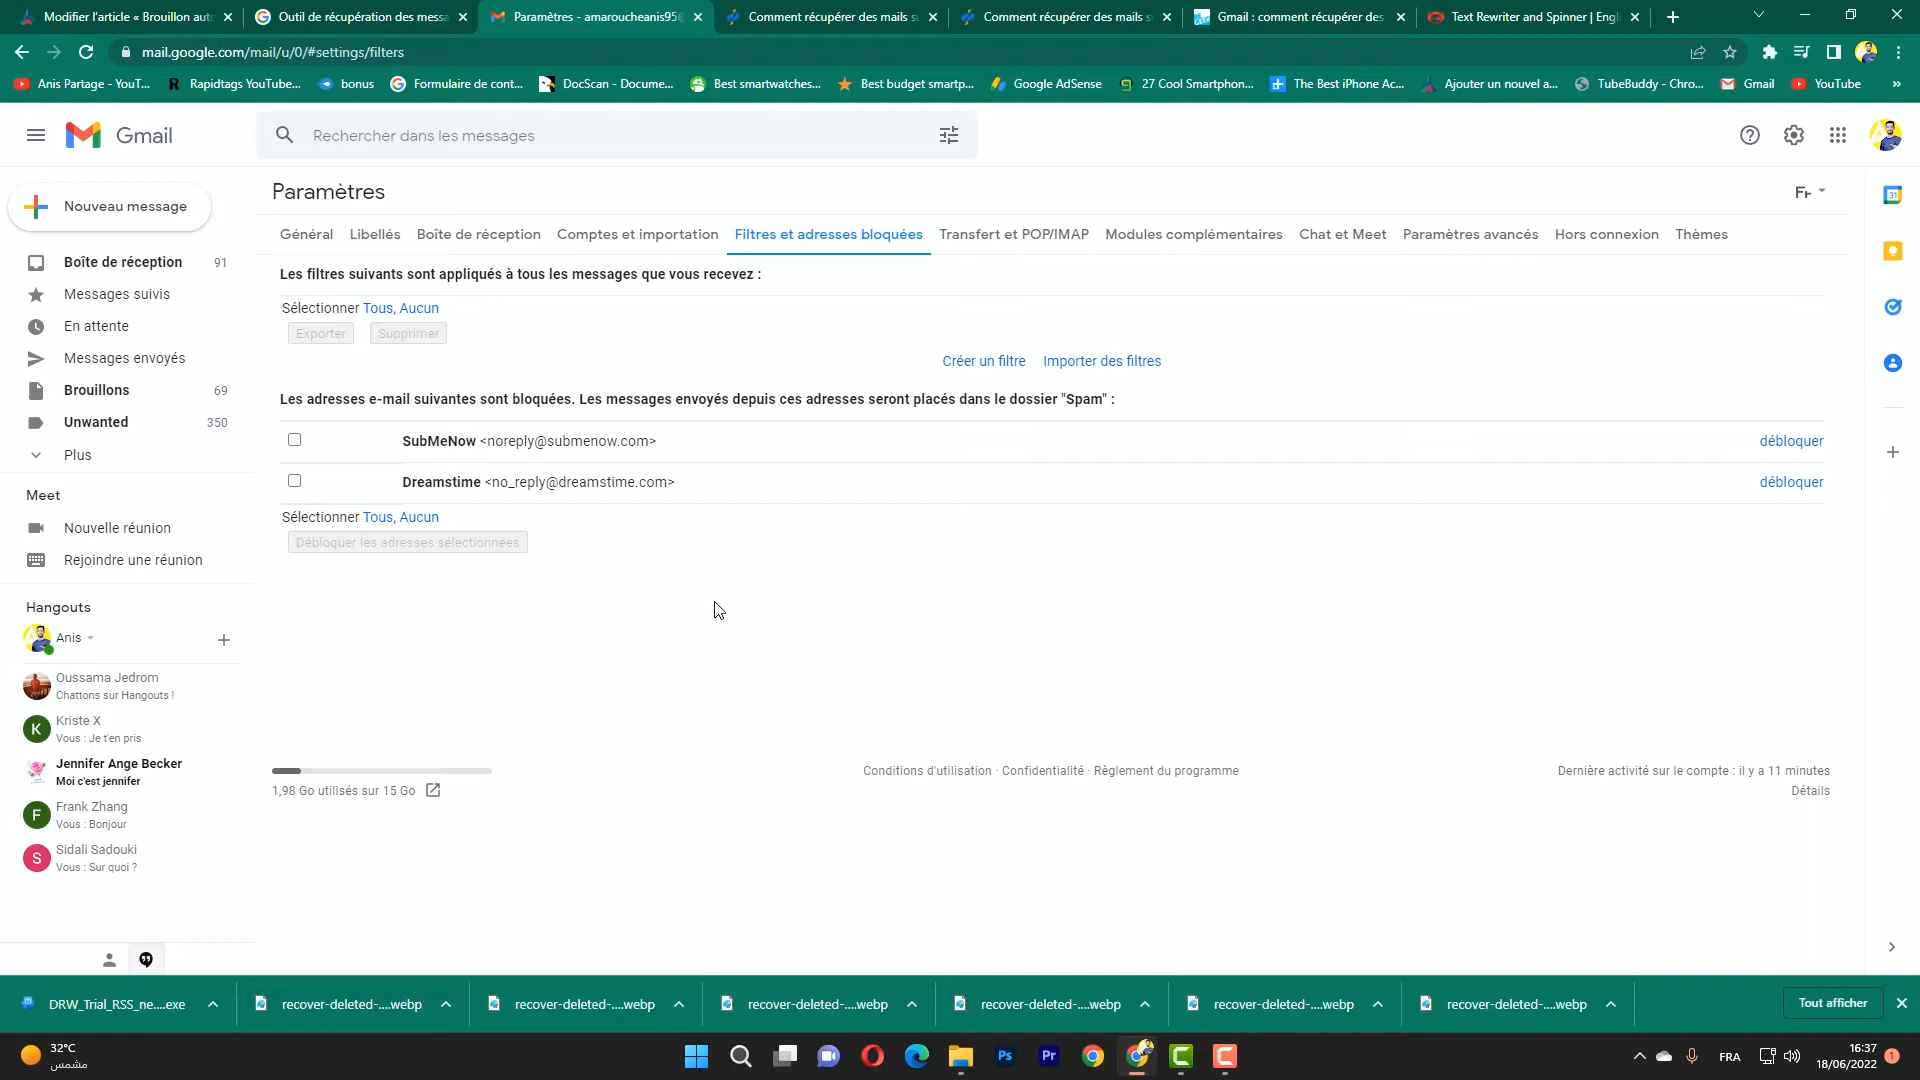 Modifier l'article « Brouillon auto
Outil de récupération des messa
Paramètres - amaroucheanis95@
Comment récupérer des mails su
Comment récupérer des mails su
Gmail : comment récupérer des
Text Rewriter and Spinner | Engli
mail.google.com/mail/u/0/#settings/filters
Anis Partage - YouT...
Rapidtags YouTube...
bonus
Formulaire de cont...
DocScan - Docume...
Best smartwatches...
Best budget smartp...
Google AdSense
27 Cool Smartphon...
The Best iPhone Ac...
Ajouter un nouvel a...
TubeBuddy - Chro...
Gmail
YouTube
»
Gmail
Rechercher dans les messages
Nouveau message
Boîte de réception 91
Messages suivis
En attente
Messages envoyés
Brouillons 69
Unwanted 350
Plus
Meet
Nouvelle réunion
Rejoindre une réunion
Hangouts
Anis
Oussama Jedrom
Chattons sur Hangouts !
K
Kriste X
Vous : Je t'en pris
Jennifer Ange Becker
Moi c'est jennifer
F
Frank Zhang
Vous : Bonjour
S
Sidali Sadouki
Vous : Sur quoi ?
Paramètres
Fr
Général Libellés Boîte de réception Comptes et importation Filtres et adresses bloquées Transfert et POP/IMAP Modules complémentaires Chat et Meet Paramètres avancés Hors connexion Thèmes
Les filtres suivants sont appliqués à tous les messages que vous recevez :
Sélectionner Tous, Aucun
Exporter Supprimer
Créer un filtre Importer des filtres
Les adresses e-mail suivantes sont bloquées. Les messages envoyés depuis ces adresses seront placés dans le dossier "Spam" :
SubMeNow <noreply@submenow.com> débloquer
Dreamstime <no_reply@dreamstime.com> débloquer
Sélectionner Tous, Aucun
Débloquer les adresses sélectionnées
1,98 Go utilisés sur 15 Go
Conditions d'utilisation · Confidentialité · Règlement du programme
Dernière activité sur le compte : il y a 11 minutes
Détails
31
DRW_Trial_RSS_ne....exe
recover-deleted-....webp
recover-deleted-....webp
recover-deleted-....webp
recover-deleted-....webp
recover-deleted-....webp
recover-deleted-....webp
Tout afficher
32°C
مشمس
Ps
Pr
FRA
16:37
18/06/2022
1